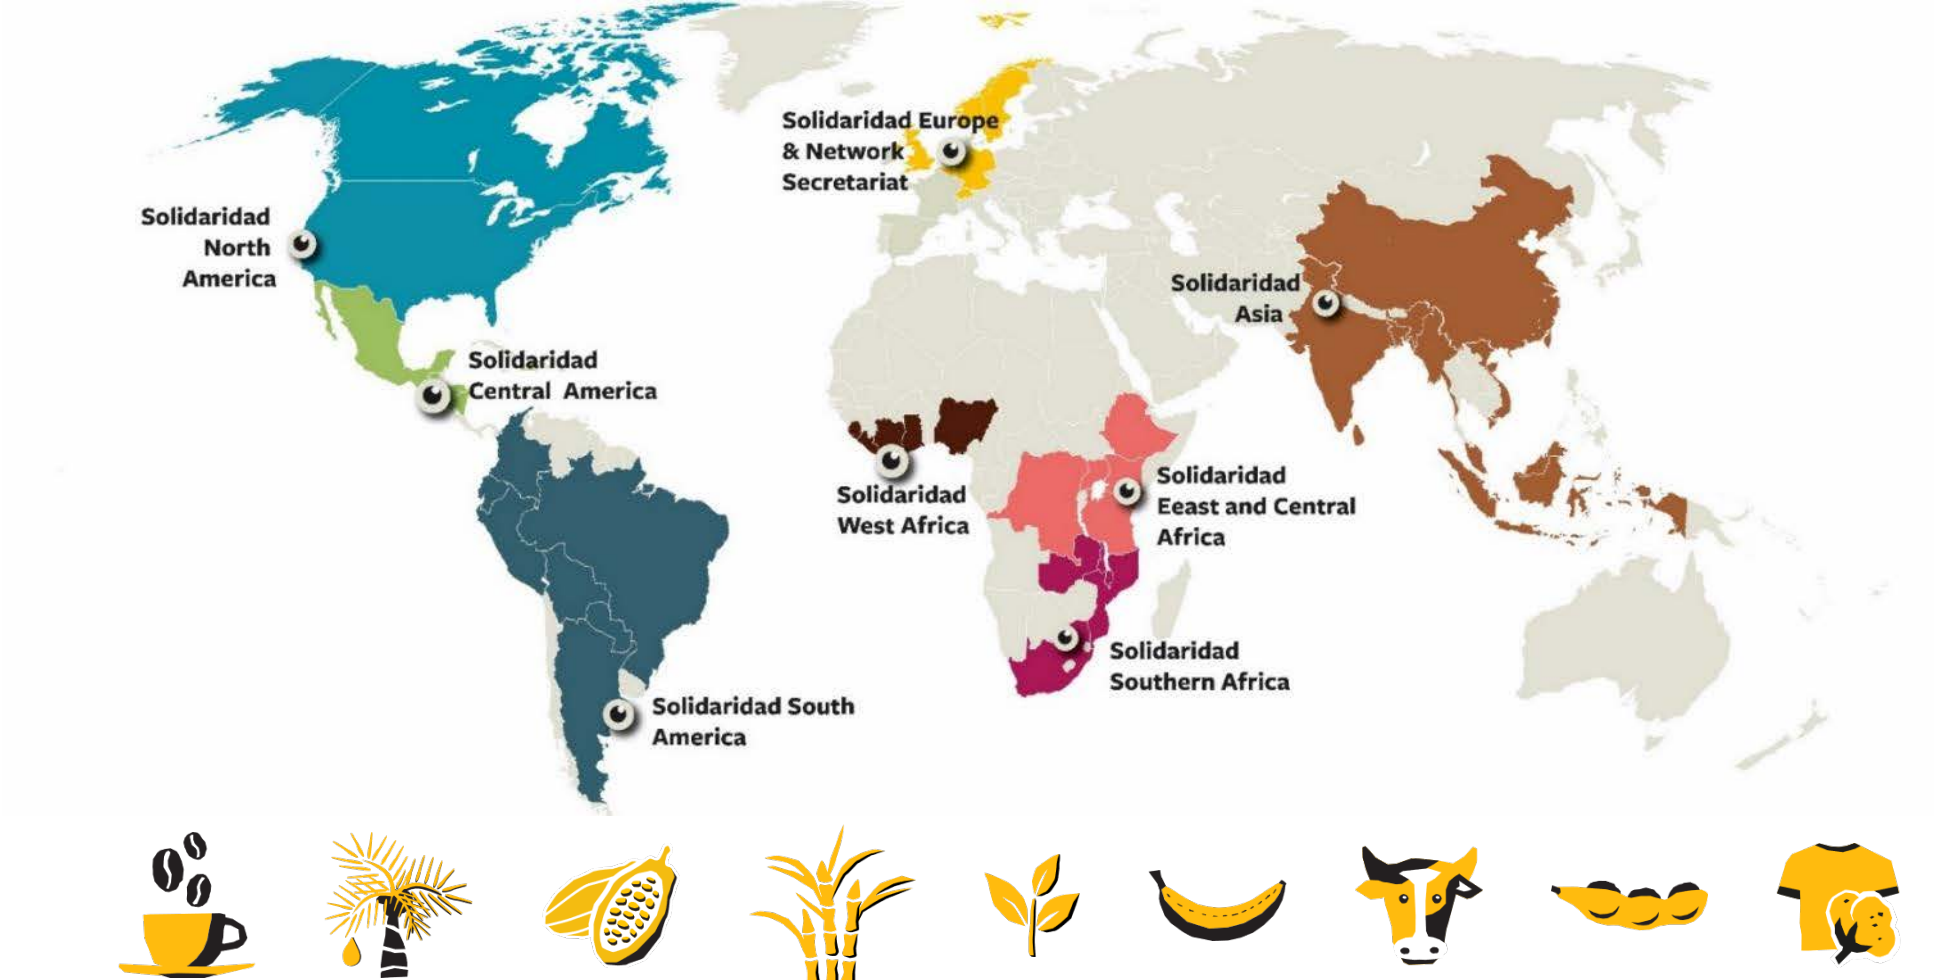 Solidaridad Europe
& Network
Secretariat
Solidaridad
North
America
Solidaridad
Asia
Solidaridad
Central America
Solidaridad
West Africa
Solidaridad
Eeast and Central
Africa
Solidaridad
Southern Africa
Solidaridad South
America